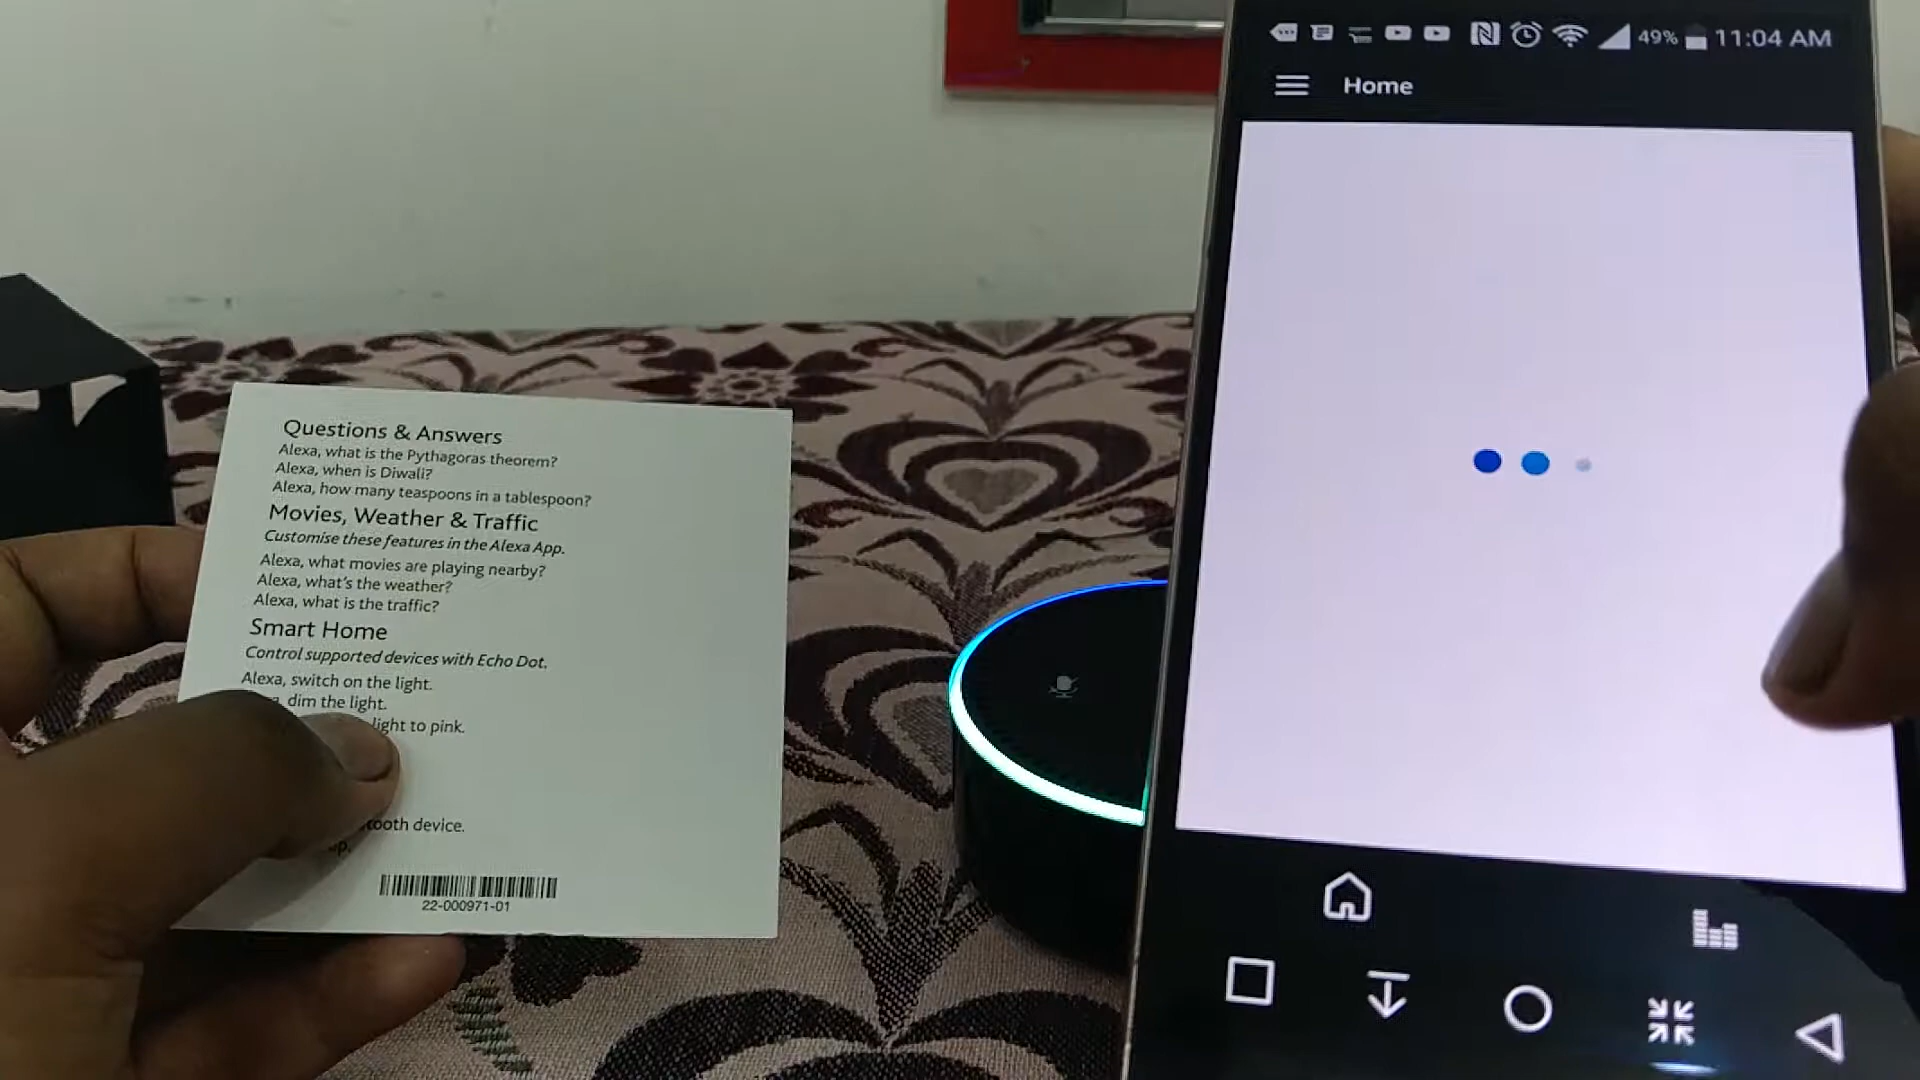 Questions & Answers
Alexa, what is the Pythagoras theorem?
Alexa, when is Diwali?
Alexa, how many teaspoons in a tablespoon?
Movies, Weather & Traffic
Customise these features in the Alexa App.
Alexa, what movies are playing nearby?
Alexa, what's the weather?
Alexa, what is the traffic?
Smart Home
Control supported devices with Echo Dot.
Alexa, switch on the light.
dim the light.
light to pink.
device.
22-000971-01
49% 11:04 AM
Home